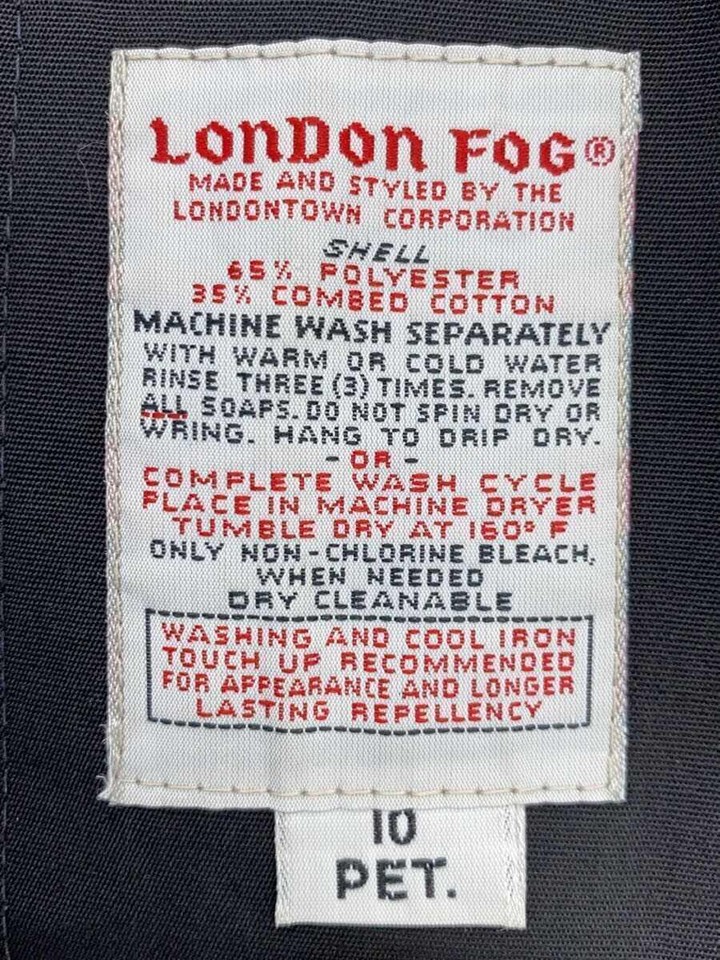 LONDON FOG®
MADE AND STYLED BY THE
LONDONTOWN CORPORATION
SHELL
65% POLYESTER
35% COMBED COTTON
MACHINE WASH SEPARATELY
WITH WARM OR COLD WATER
RINSE THREE (3) TIMES. REMOVE
ALL SOAPS. DO NOT SPIN DRY OR
WRING. HANG TO DRIP DRY.
- OR -
COMPLETE WASH CYCLE
PLACE IN MACHINE DRYER
TUMBLE DRY AT 160° F
ONLY NON-CHLORINE BLEACH,
WHEN NEEDED
DRY CLEANABLE
WASHING AND COOL IRON
TOUCH UP RECOMMENDED
FOR APPEARANCE AND LONGER
LASTING REPELLENCY
10
PET.